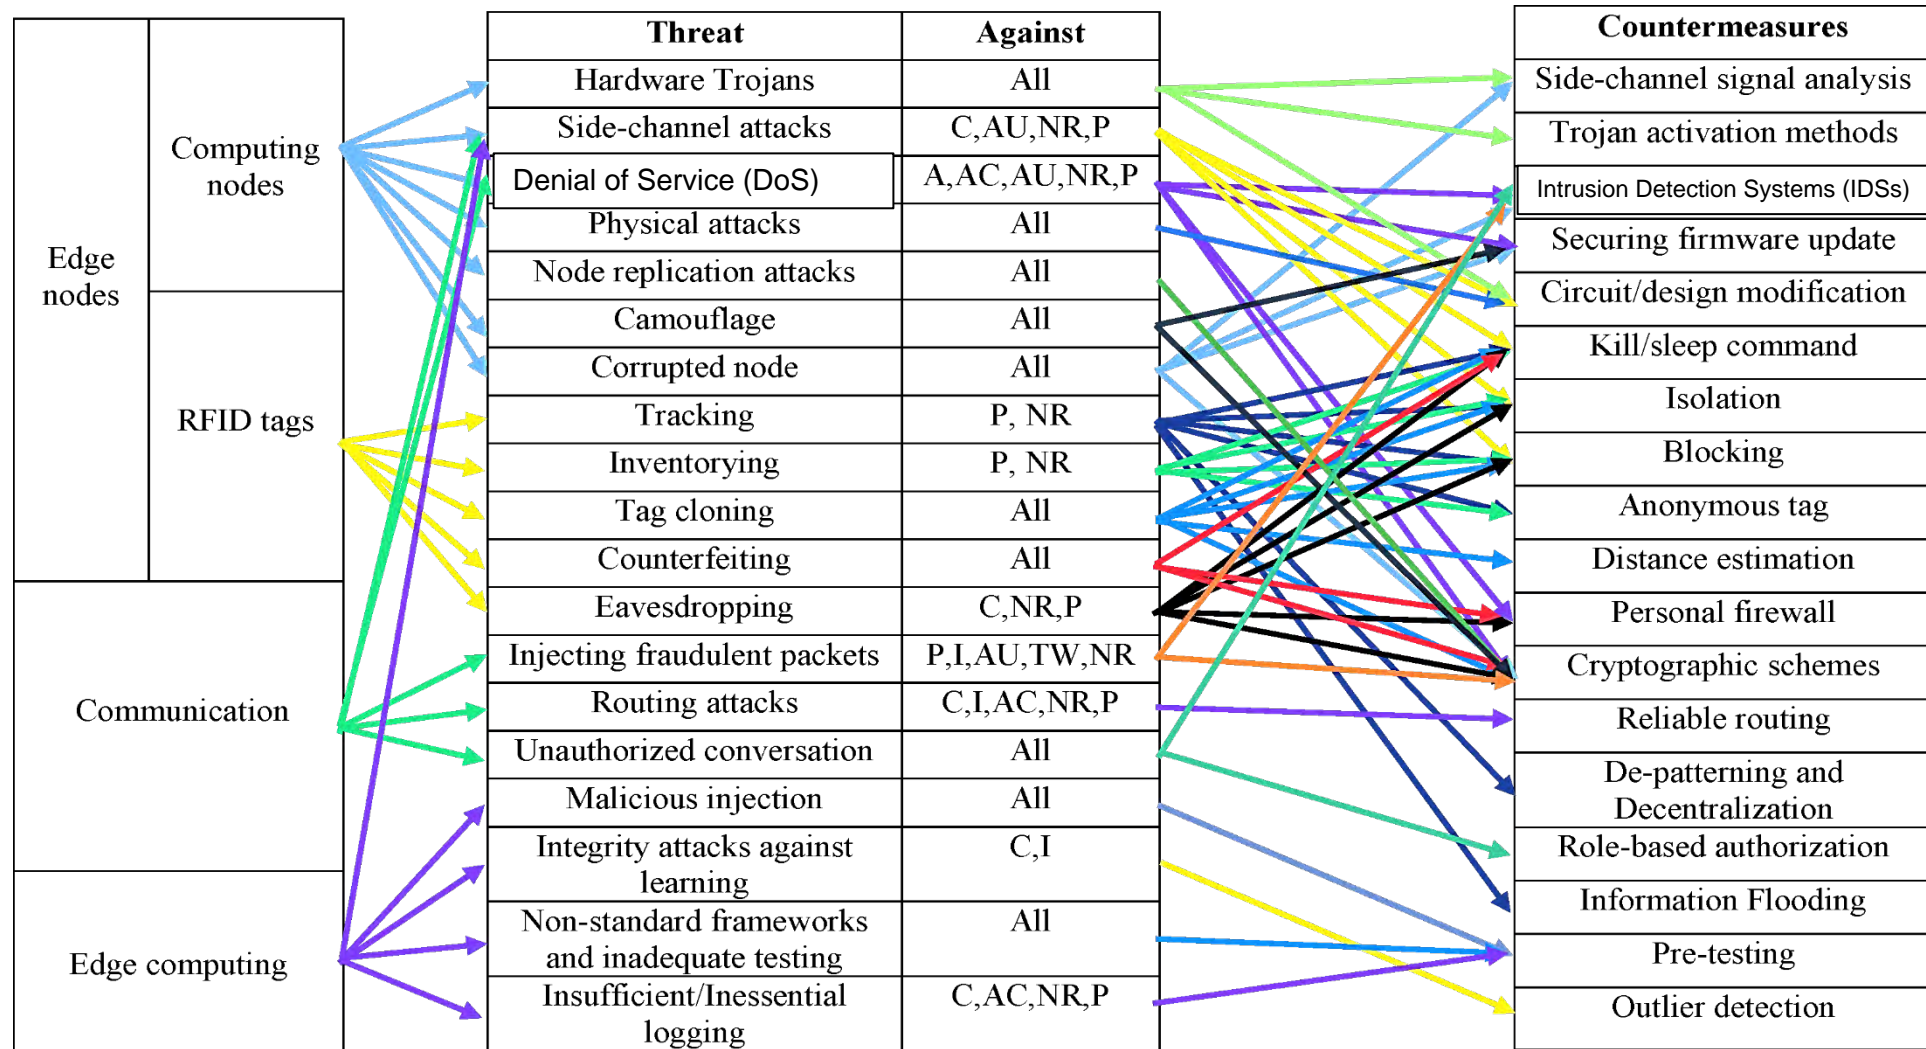 Edge
nodes
Computing
nodes
RFID tags
Communication
Edge computing
Threat Against
Hardware Trojans All
Side-channel attacks C,AU,NR,P
Denial of Service (DoS) A,AC,AU,NR,P
Physical attacks All
Node replication attacks All
Camouflage All
Corrupted node All
Tracking P, NR
Inventorying P, NR
Tag cloning All
Counterfeiting All
Eavesdropping C,NR,P
Injecting fraudulent packets P,I,AU,TW,NR
Routing attacks C,I,AC,NR,P
Unauthorized conversation All
Malicious injection All
Integrity attacks against C,I
learning
Non-standard frameworks All
and inadequate testing
Insufficient/Inessential C,AC,NR,P
logging
Countermeasures
Side-channel signal analysis
Trojan activation methods
Intrusion Detection Systems (IDSs)
Securing firmware update
Circuit/design modification
Kill/sleep command
Isolation
Blocking
Anonymous tag
Distance estimation
Personal firewall
Cryptographic schemes
Reliable routing
De-patterning and
Decentralization
Role-based authorization
Information Flooding
Pre-testing
Outlier detection